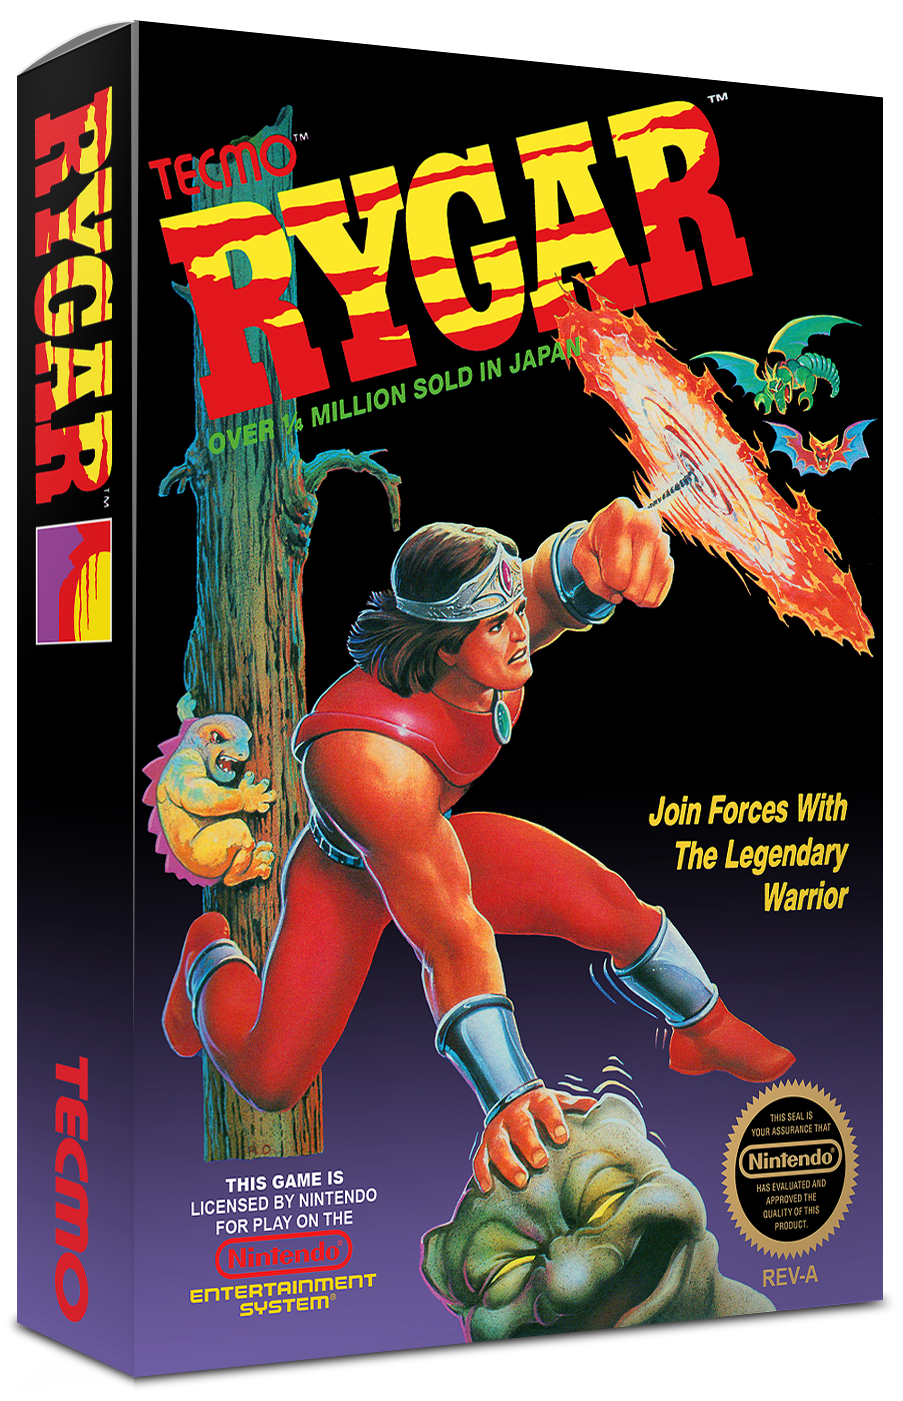 RYGAR™
TECMO
TECMO™
RYGAR™
OVER ¼ MILLION SOLD IN JAPAN
Join Forces With
The Legendary
Warrior
THIS GAME IS
LICENSED BY NINTENDO
FOR PLAY ON THE
Nintendo®
ENTERTAINMENT
SYSTEM®
THIS SEAL IS
YOUR ASSURANCE THAT
Nintendo®
HAS EVALUATED AND
APPROVED THE
QUALITY OF THIS
PRODUCT.
REV-A